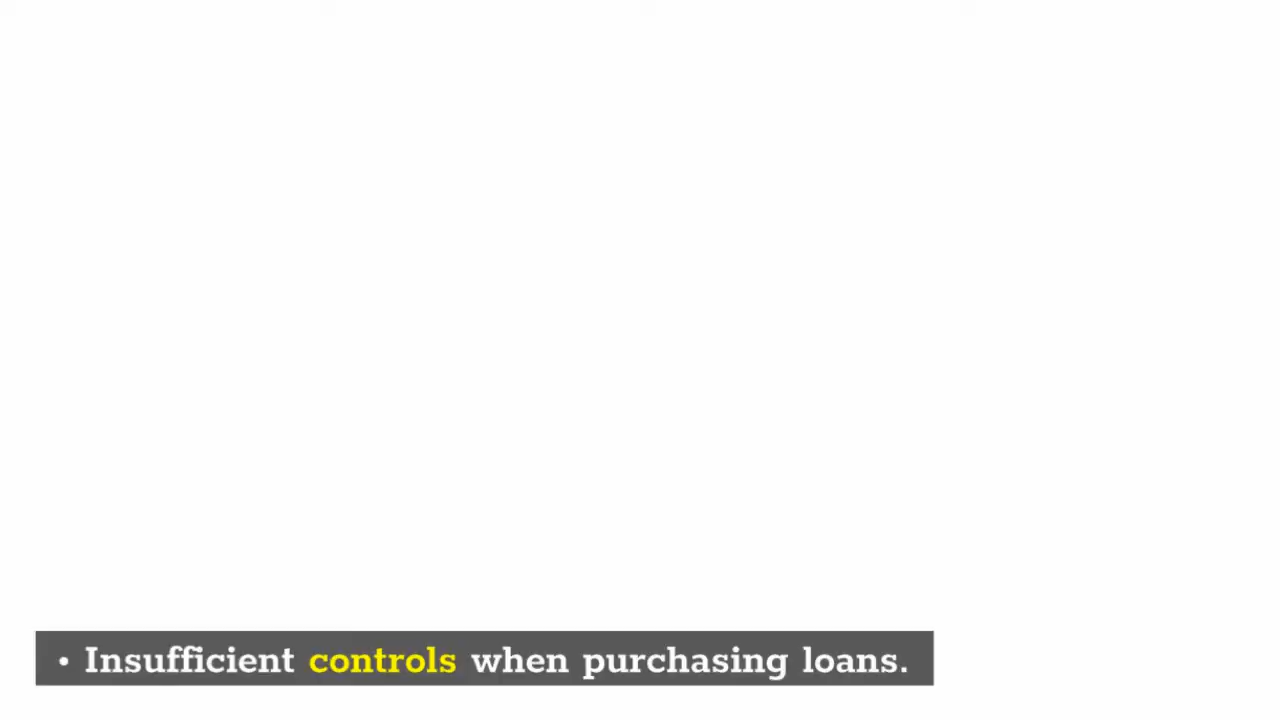 • Insufficient controls when purchasing loans.